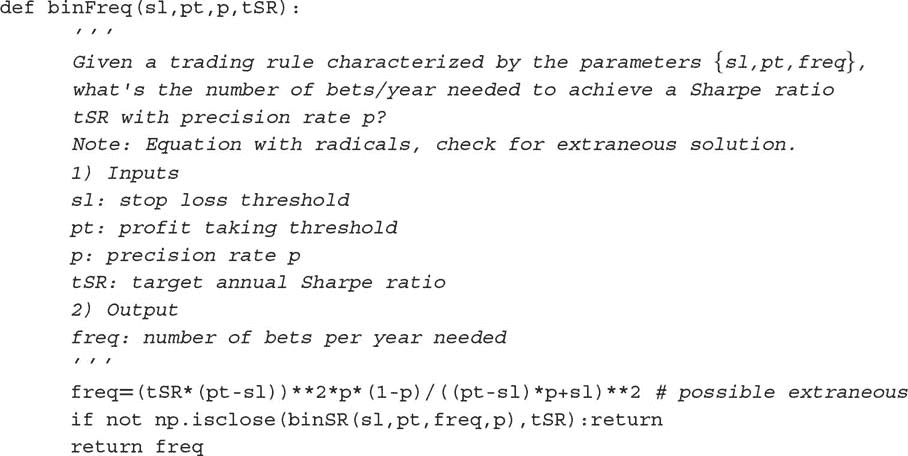 def binFreq(sl,pt,p,tSR):
'''
Given a trading rule characterized by the parameters {sl,pt,freq},
what's the number of bets/year needed to achieve a Sharpe ratio
tSR with precision rate p?
Note: Equation with radicals, check for extraneous solution.
1) Inputs
sl: stop loss threshold
pt: profit taking threshold
p: precision rate p
tSR: target annual Sharpe ratio
2) Output
freq: number of bets per year needed
'''
freq=(tSR*(pt-sl))**2*p*(1-p)/((pt-sl)*p+sl)**2 # possible extraneous
if not np.isclose(binSR(sl,pt,freq,p),tSR):return
return freq